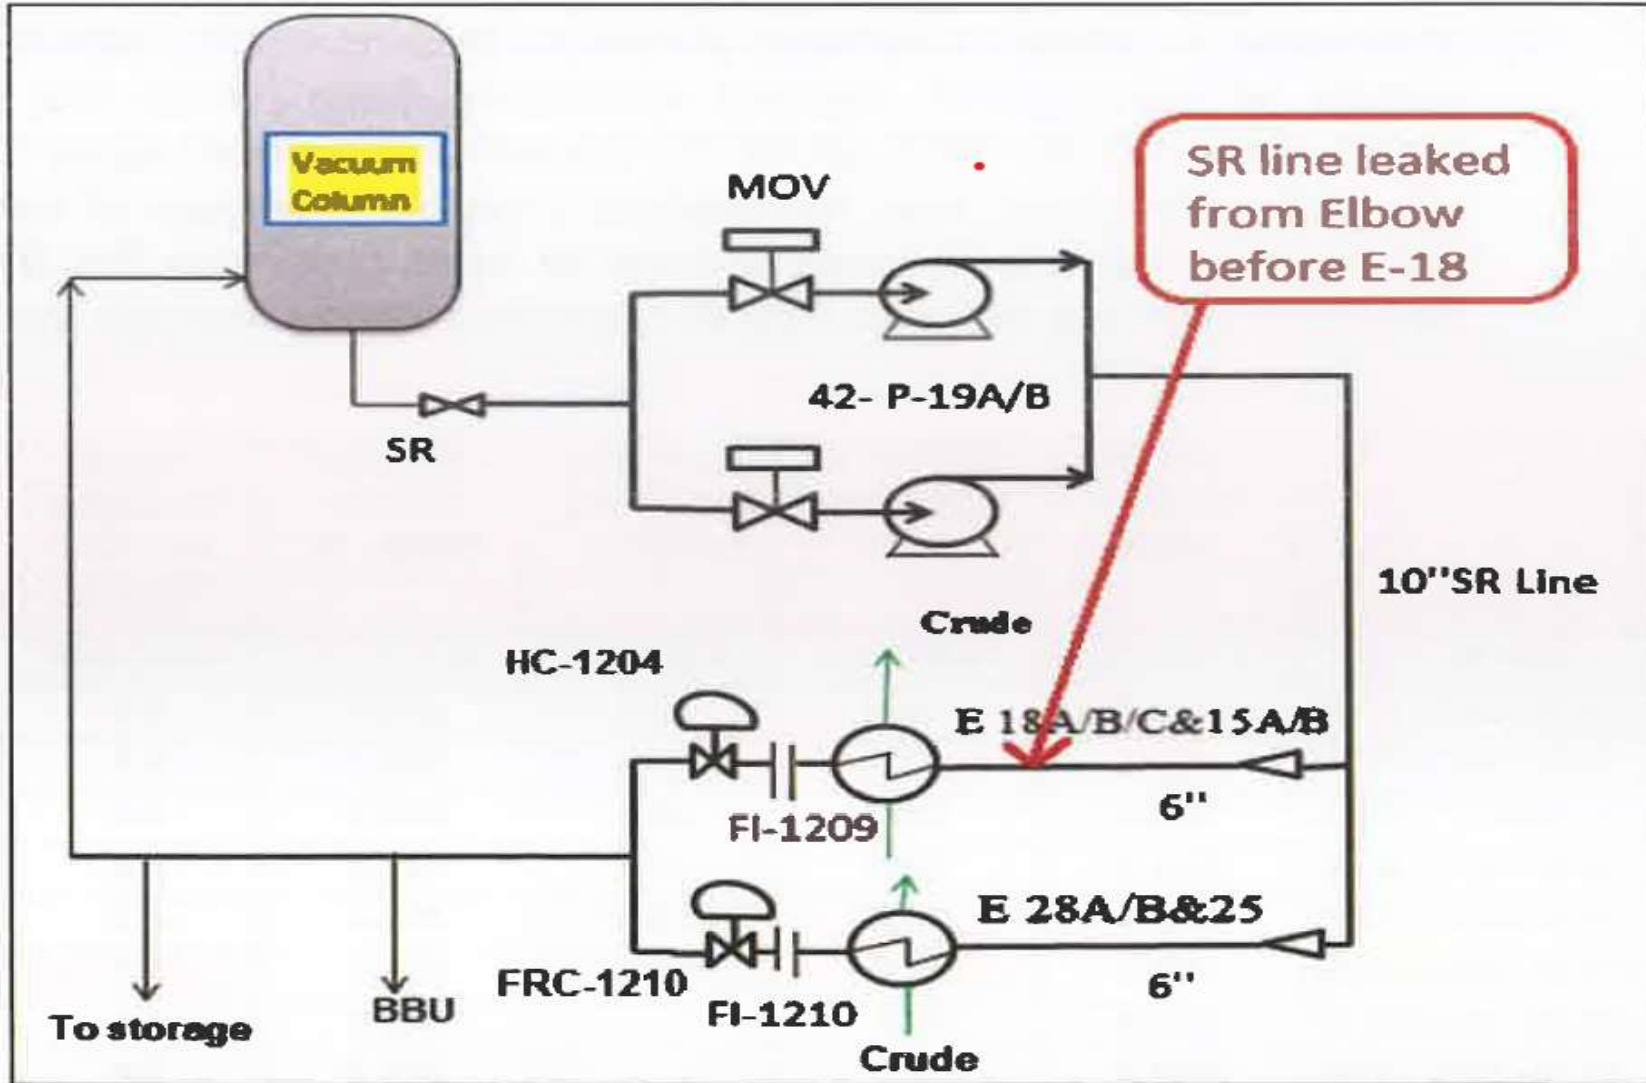 Vacuum
Column
MOV
SR line leaked
from Elbow
before E-18
SR
42- P-19A/B
10"SR Line
Crude
HC-1204
E 18A/B/C&15A/B
6"
FI-1209
E 28A/B&25
FRC-1210
6"
FI-1210
BBU
To storage
Crude